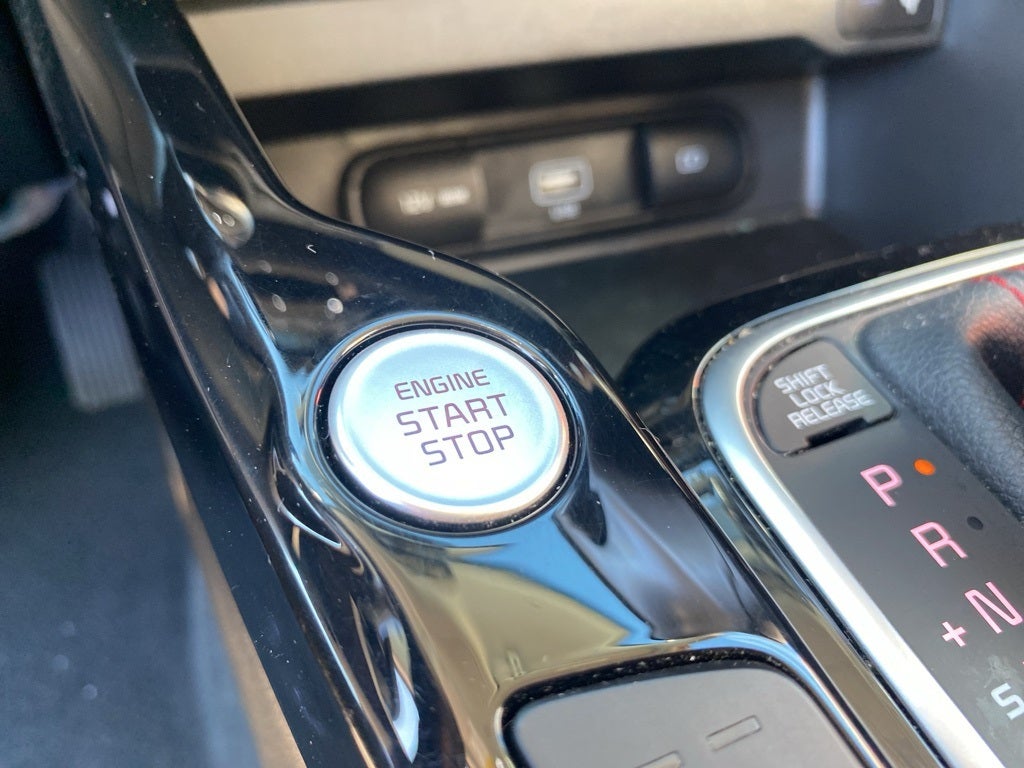 ENGINE
START
STOP
SHIFT
LOCK
RELEASE
P
R
+ N
S